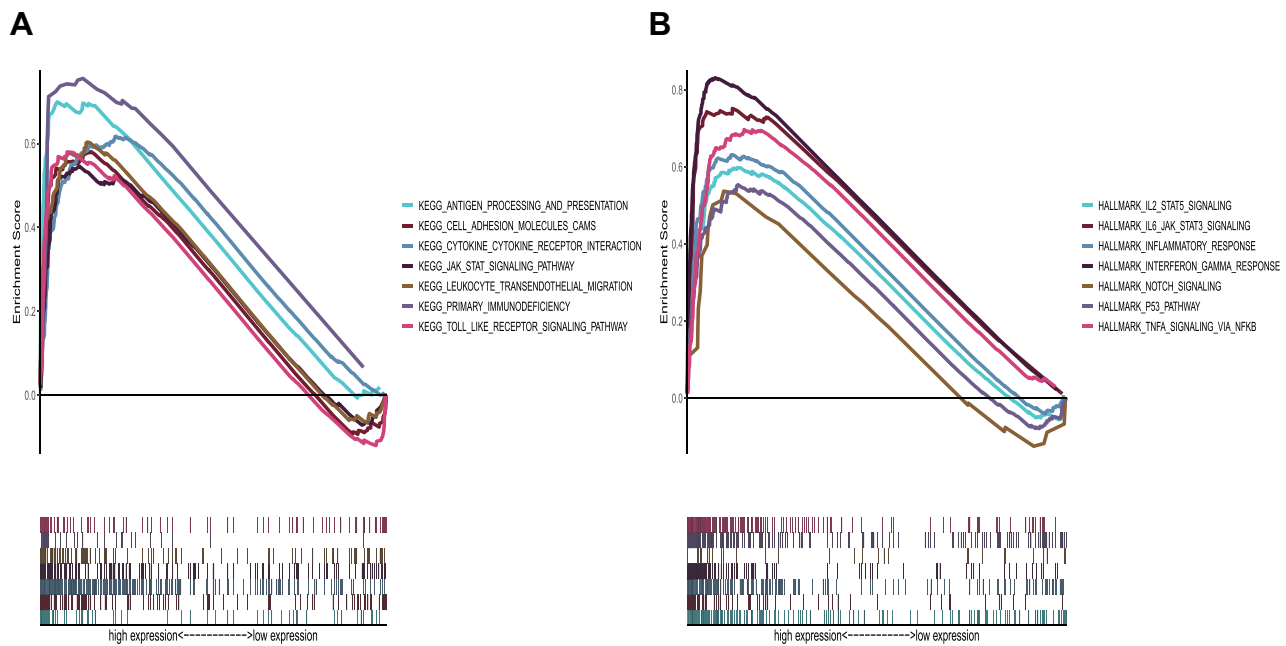 A
Enrichment Score
0.6
0.4
0.2
0.0
KEGG_ANTIGEN_PROCESSING_AND_PRESENTATION
KEGG_CELL_ADHESION_MOLECULES_CAMS
KEGG_CYTOKINE_CYTOKINE_RECEPTOR_INTERACTION
KEGG_JAK_STAT_SIGNALING_PATHWAY
KEGG_LEUKOCYTE_TRANSENDOTHELIAL_MIGRATION
KEGG_PRIMARY_IMMUNODEFICIENCY
KEGG_TOLL_LIKE_RECEPTOR_SIGNALING_PATHWAY
high expression<------------->low expression
B
Enrichment Score
0.8
0.6
0.4
0.2
0.0
HALLMARK_IL2_STAT5_SIGNALING
HALLMARK_IL6_JAK_STAT3_SIGNALING
HALLMARK_INFLAMMATORY_RESPONSE
HALLMARK_INTERFERON_GAMMA_RESPONSE
HALLMARK_NOTCH_SIGNALING
HALLMARK_P53_PATHWAY
HALLMARK_TNFA_SIGNALING_VIA_NFKB
high expression<------------->low expression